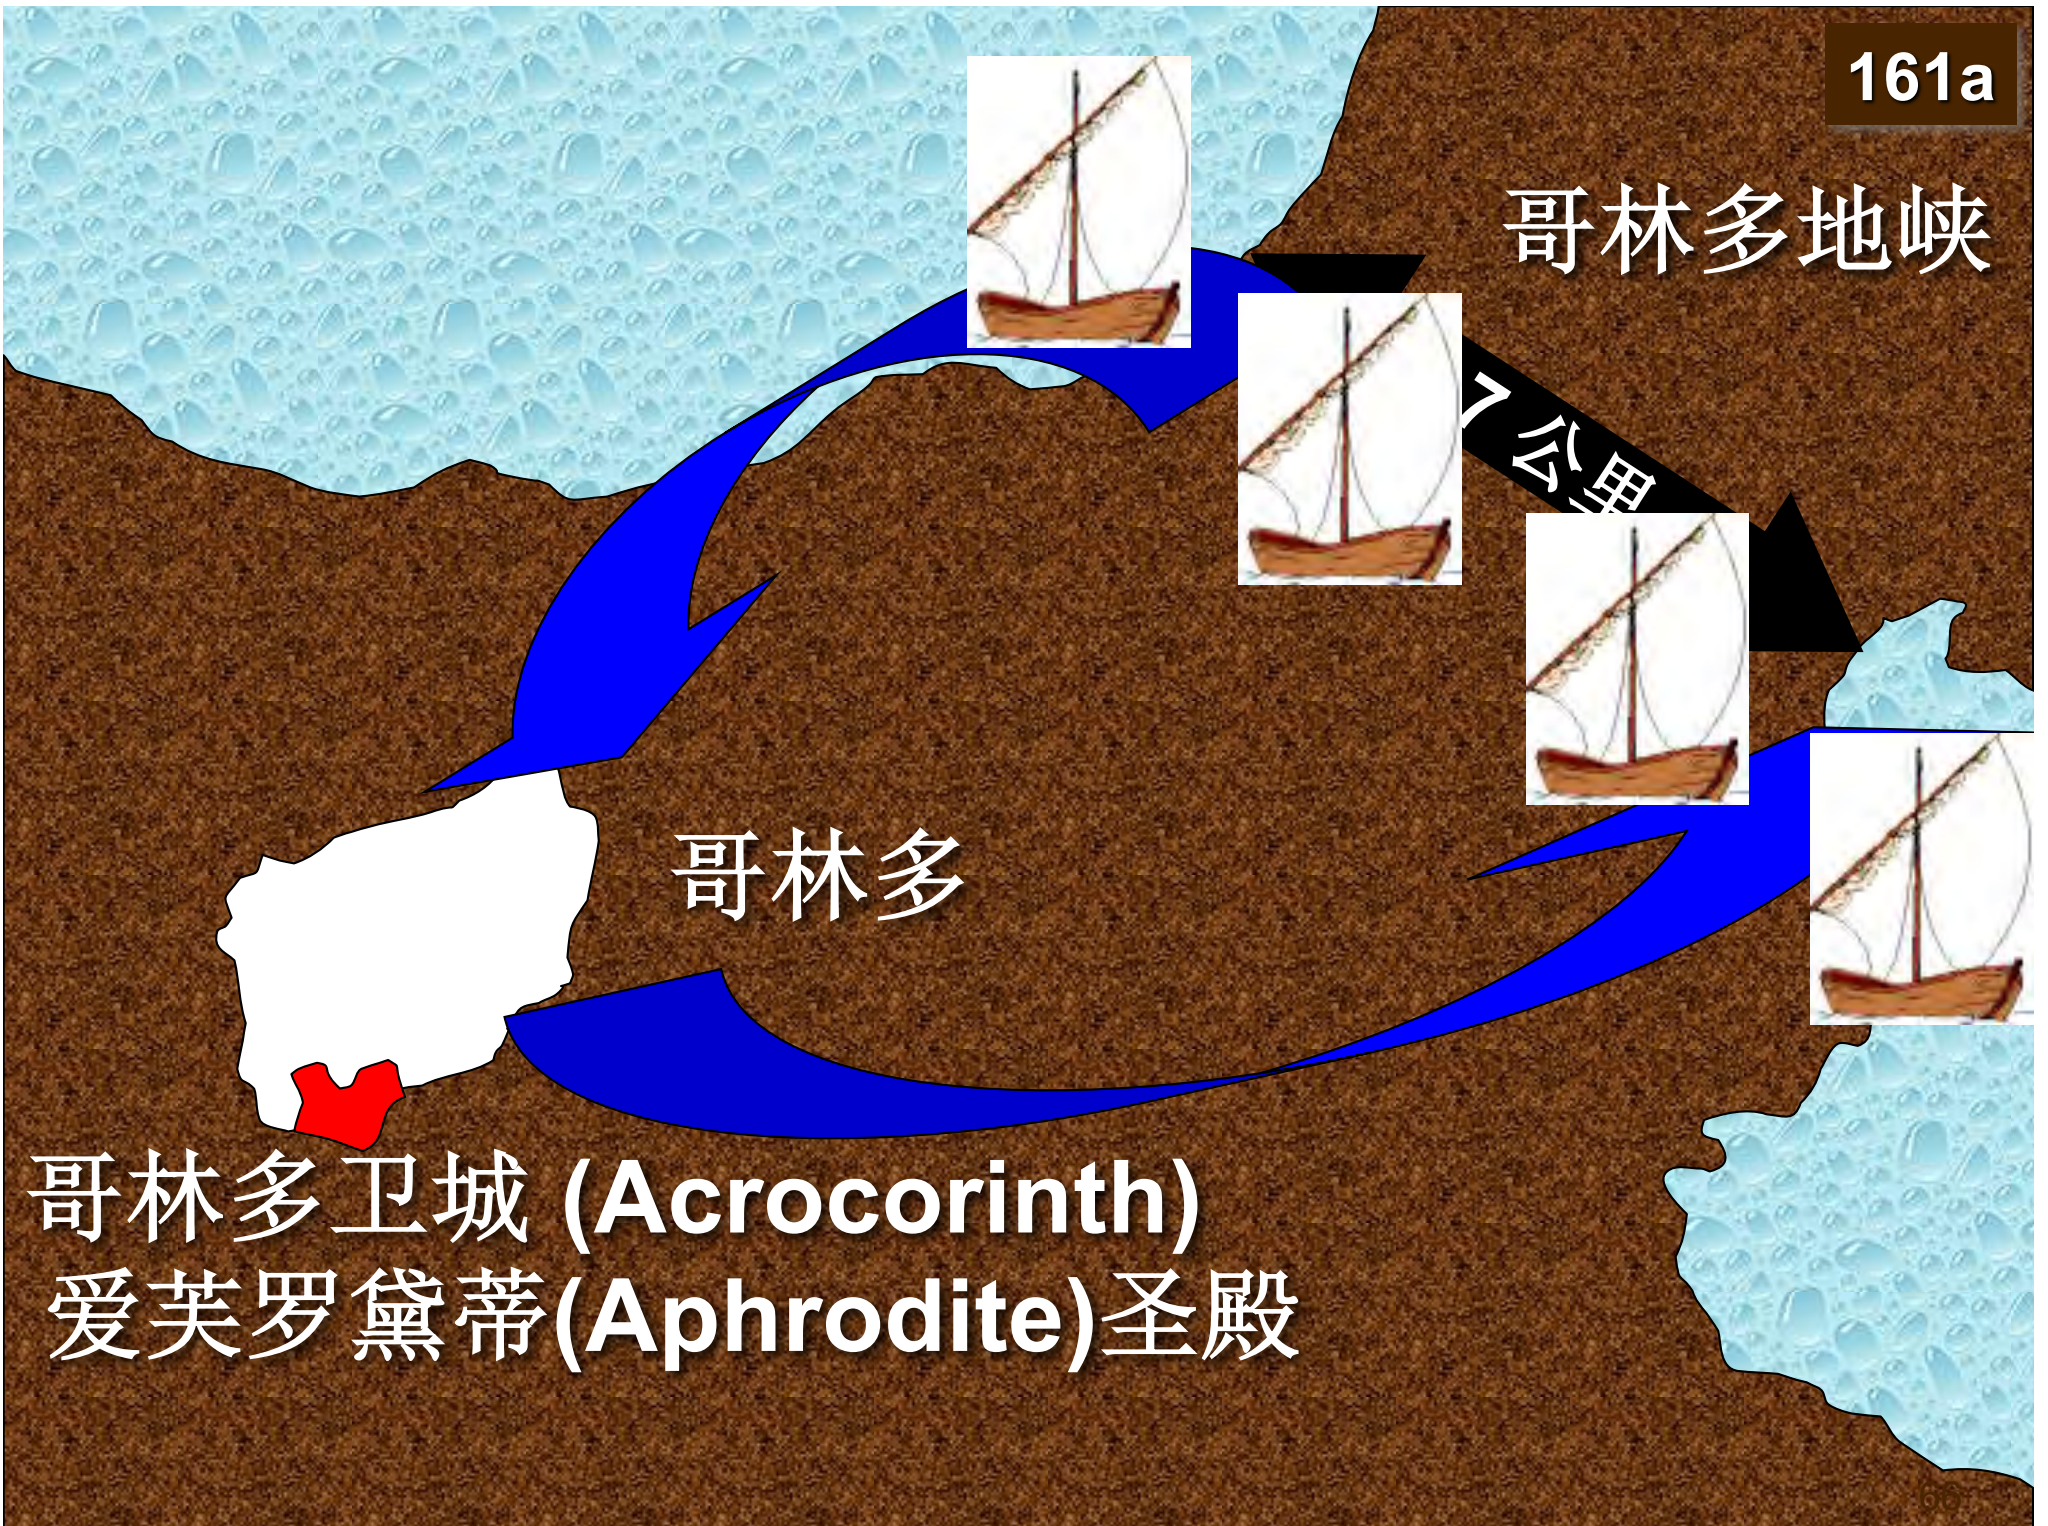 161a
哥林多地峡
7 公里
哥林多
哥林多卫城 (Acrocorinth)
爱芙罗黛蒂(Aphrodite)圣殿
66